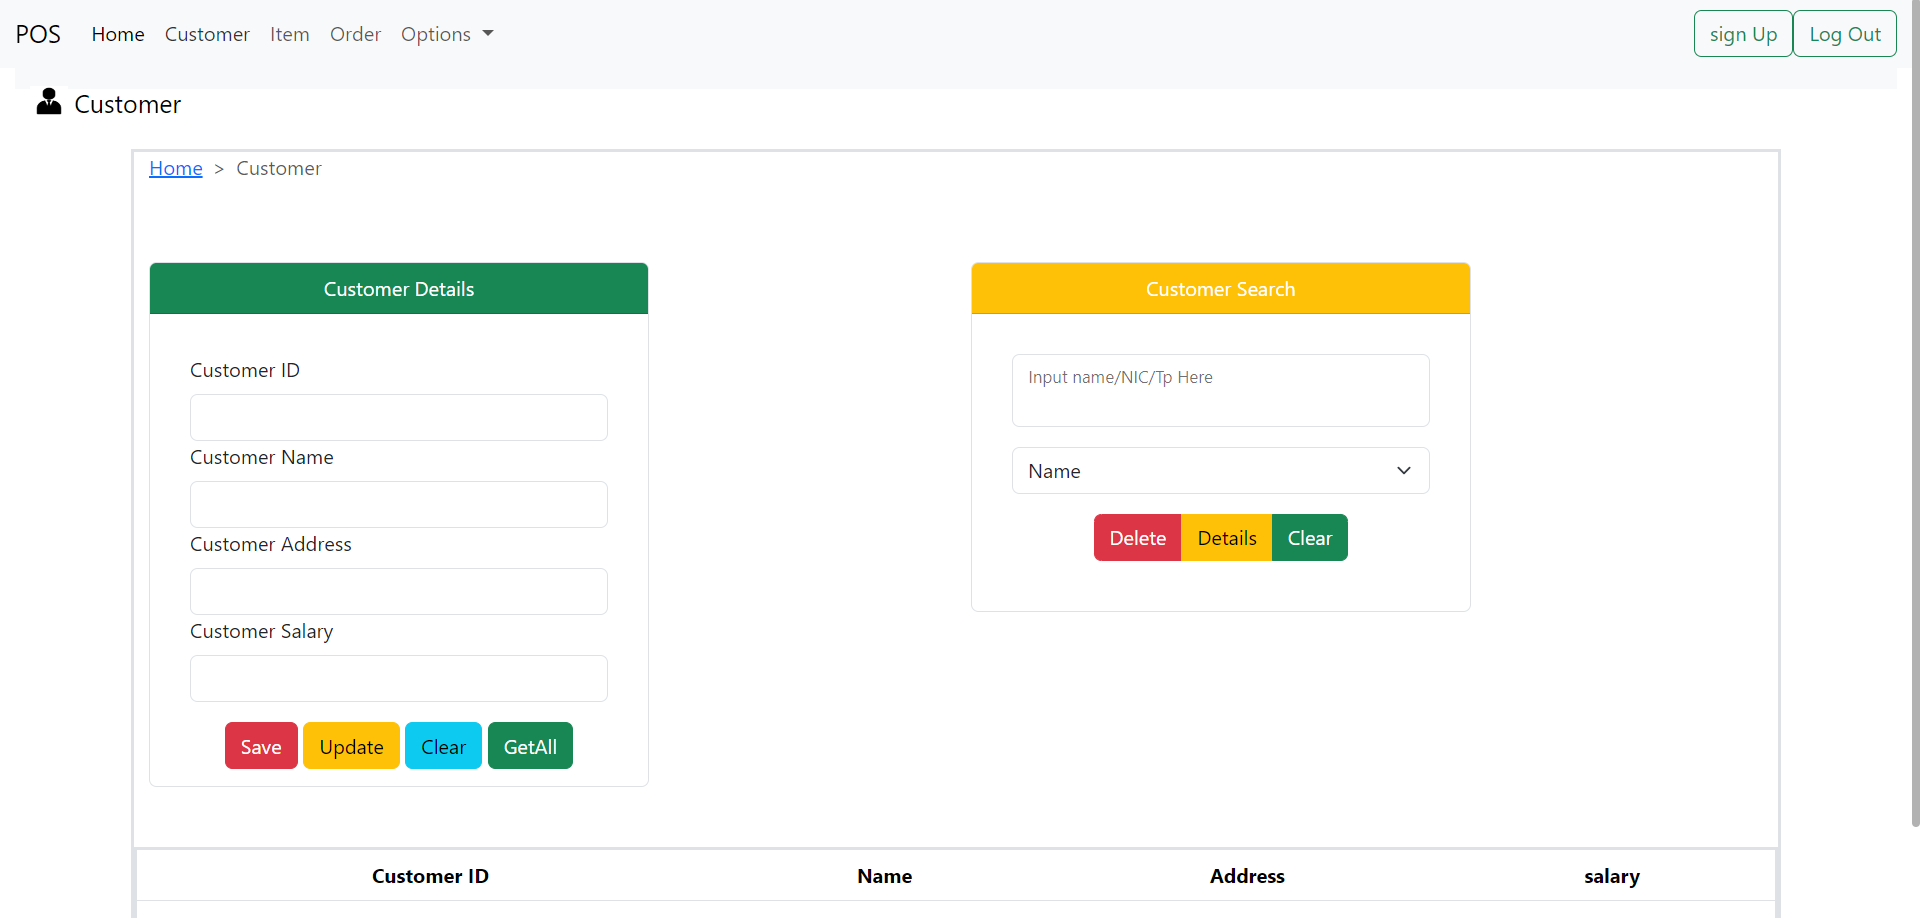 POS Home Customer Item Order Options sign Up Log Out
Customer
Home > Customer
Customer Details
Customer ID
Customer Name
Customer Address
Customer Salary
Save Update Clear GetAll
Customer Search
Input name/NIC/Tp Here
Name
Delete Details Clear
Customer ID Name Address salary